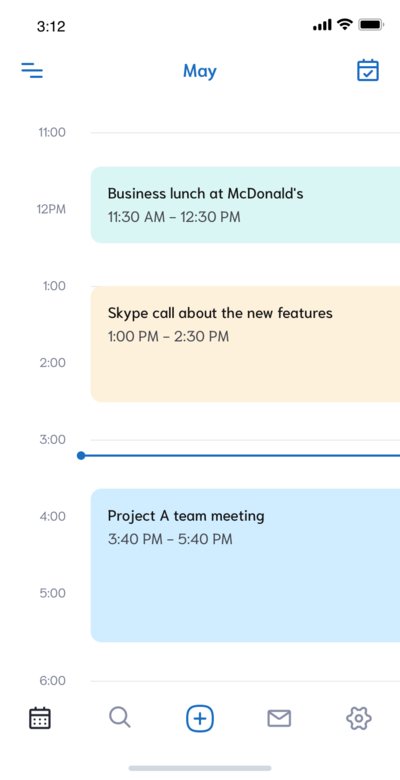 3:12
May
11:00
Business lunch at McDonald's
12PM
11:30 AM – 12:30 PM
1:00
Skype call about the new features
1:00 PM – 2:30 PM
2:00
3:00
4:00
Project A team meeting
3:40 PM – 5:40 PM
5:00
6:00